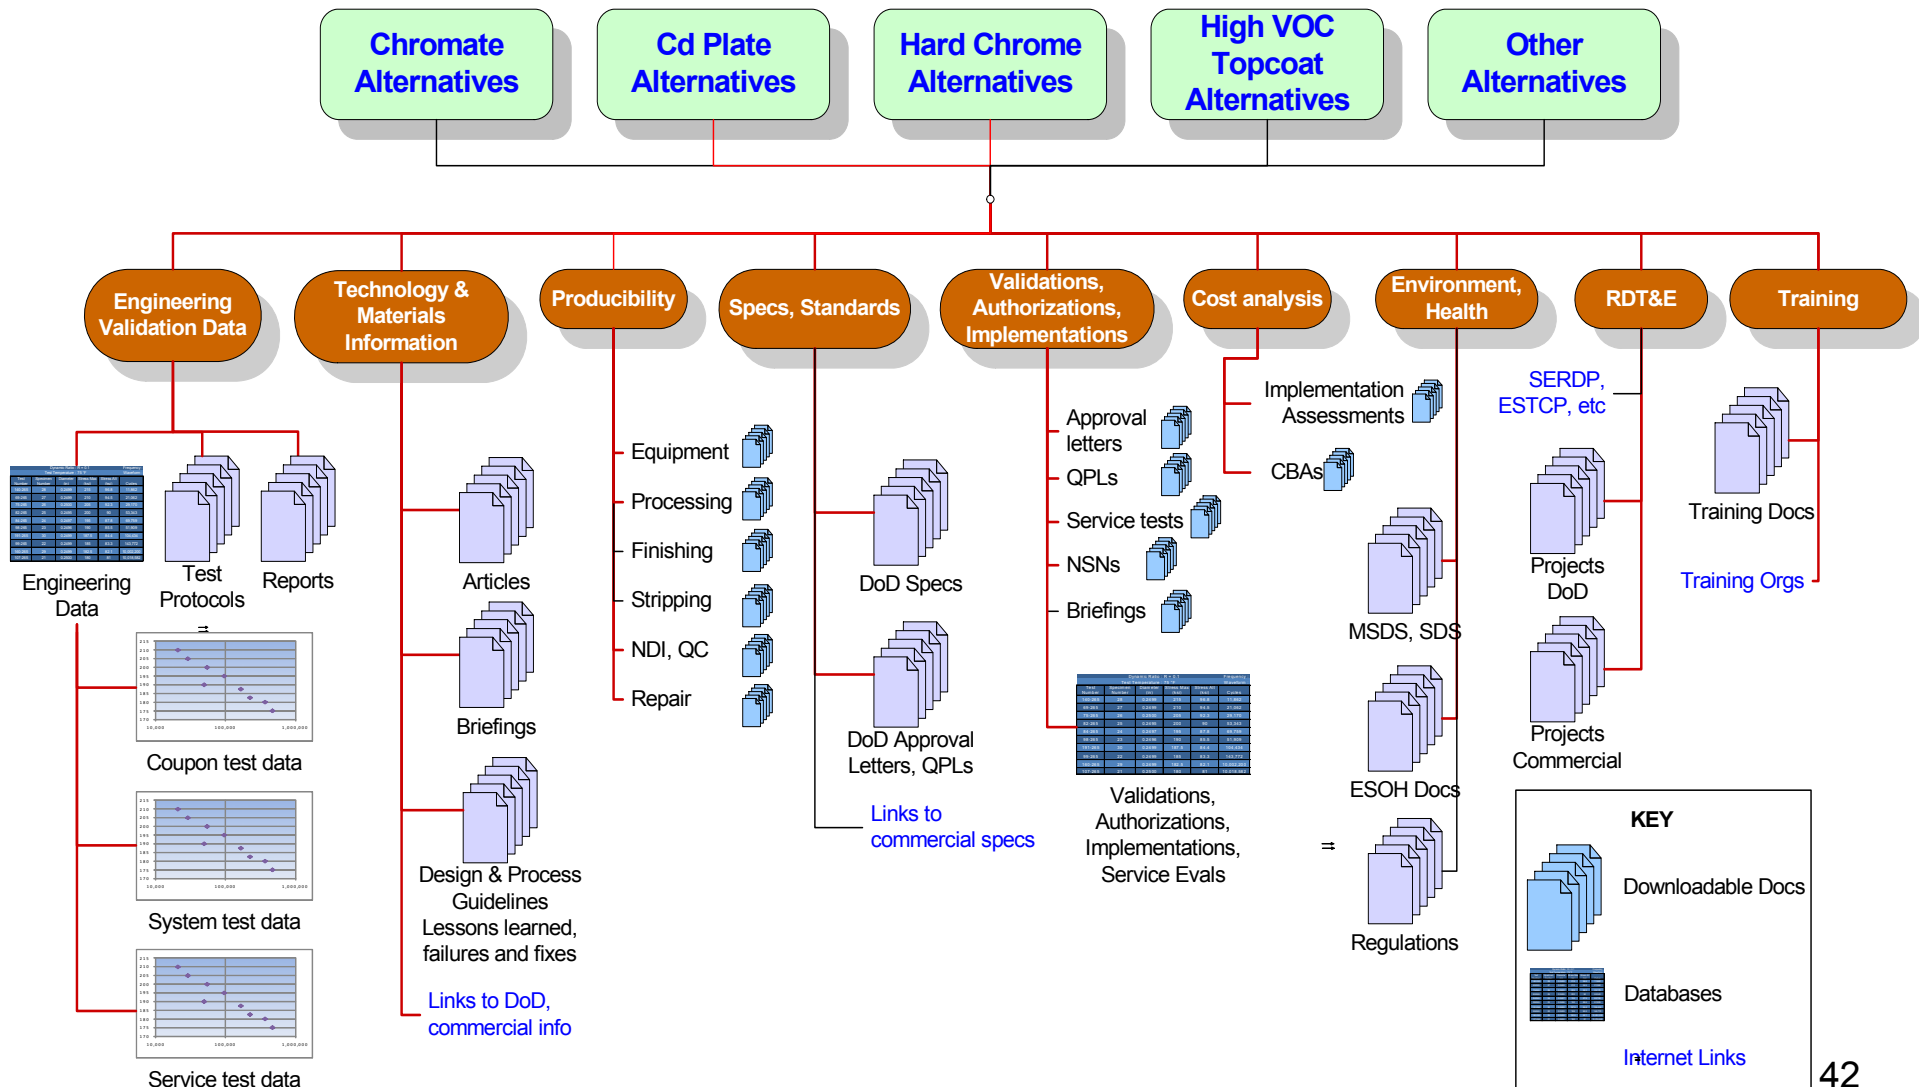 Chromate
Alternatives
Cd Plate
Alternatives
Hard Chrome
Alternatives
High VOC
Topcoat
Alternatives
Other
Alternatives
Engineering
Validation Data
Technology &
Materials
Information
Producibility
Specs, Standards
Validations,
Authorizations,
Implementations
Cost analysis
Environment,
Health
RDT&E
Training
Engineering
Data
Test
Protocols
Reports
Coupon test data
System test data
Service test data
Articles
Briefings
Design & Process
Guidelines
Lessons learned,
failures and fixes
Links to DoD,
commercial info
Equipment
Processing
Finishing
Stripping
NDI, QC
Repair
DoD Specs
DoD Approval
Letters, QPLs
Links to
commercial specs
Approval
letters
QPLs
Service tests
NSNs
Briefings
Validations,
Authorizations,
Implementations,
Service Evals
Implementation
Assessments
CBAs
MSDS, SDS
ESOH Docs
Regulations
SERDP,
ESTCP, etc
Projects
DoD
Projects
Commercial
Training Docs
Training Orgs
KEY
Downloadable Docs
Databases
Internet Links
42